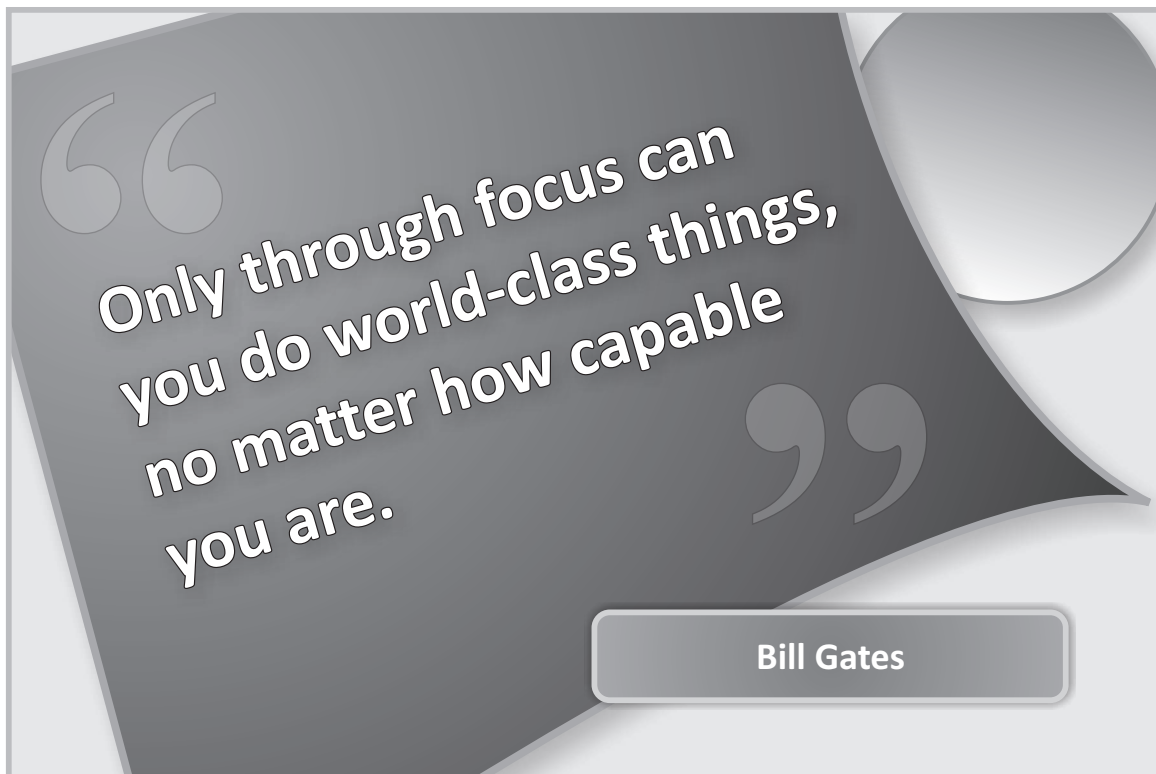 “
Only through focus can
you do world-class things,
no matter how capable
you are.
”
Bill Gates